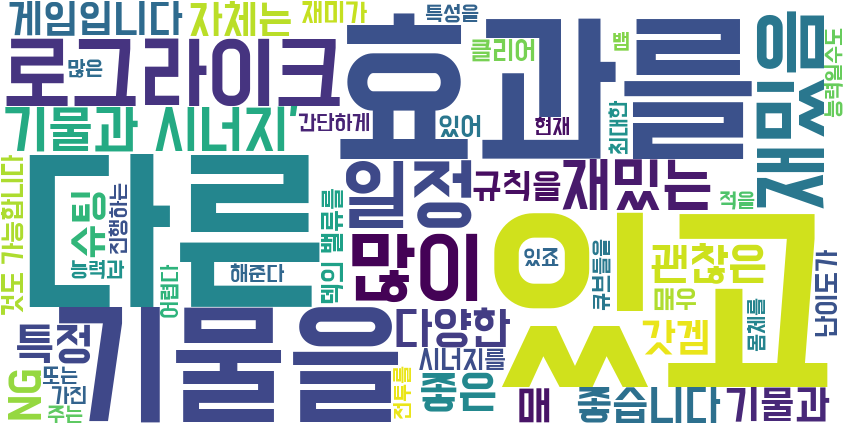 게임입니다
자체는
재미가
특성을
로그라이크
많은
효과를
클리어
뱀
음
잼
있음
능력일수도
기물과 시너지'
간단하게
있어
현재
최대한
다른
일정
규칙을
재밌는
적을
것도 가능합니다
슈팅
진행하는
능력과
어렵다
해준다
덱의 밸류를
많이
있고
있죠
큐브들을
괜찮은
매우
몸체를
난이도가
기물을
특정
다양한
갓겜
NG
또는
가진
주는
시너지를
전투를
좋은
매
좋습니다
기물과